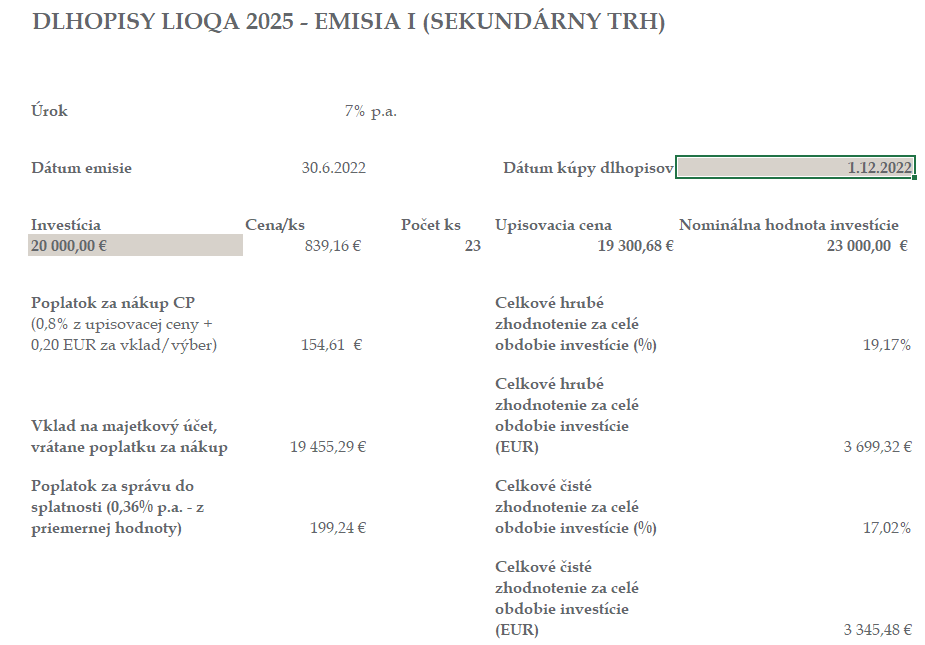 DLHOPISY LIOQA 2025 - EMISIA I (SEKUNDÁRNY TRH)
Úrok 7% p.a.
Dátum emisie 30.6.2022 Dátum kúpy dlhopisov 1.12.2022
Investícia Cena/ks Počet ks Upisovacia cena Nominálna hodnota investície
20 000,00 € 839,16 € 23 19 300,68 € 23 000,00 €
Poplatok za nákup CP
(0,8% z upisovacej ceny +
0,20 EUR za vklad/výber) 154,61 €
Celkové hrubé
zhodnotenie za celé
obdobie investície (%) 19,17%
Celkové hrubé
zhodnotenie za celé
obdobie investície
(EUR) 3 699,32 €
Vklad na majetkový účet,
vrátane poplatku za nákup 19 455,29 €
Poplatok za správu do
splatnosti (0,36% p.a. - z
priemernej hodnoty) 199,24 €
Celkové čisté
zhodnotenie za celé
obdobie investície (%) 17,02%
Celkové čisté
zhodnotenie za celé
obdobie investície
(EUR) 3 345,48 €